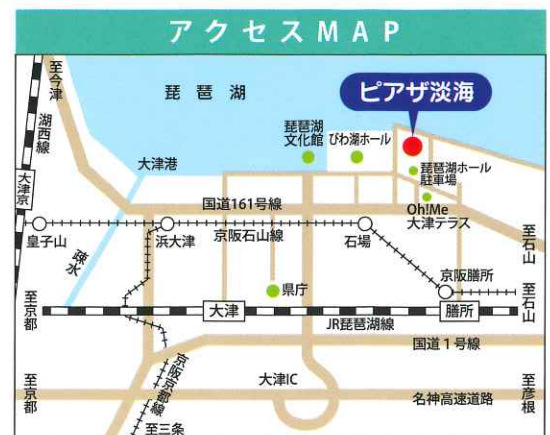 アクセスMAP
至今津
琵琶湖
ピアザ淡海
湖西線
琵琶湖
文化館
びわ湖ホール
大津港
琵琶湖ホール
駐車場
大津京
Oh!Me
大津テラス
国道161号線
皇子山
浜大津
京阪石山線
石場
至石山
疏水
京阪膳所
県庁
至京都
大津
膳所
至石山
JR琵琶湖線
国道1号線
京阪京都線
大津IC
至京都
名神高速道路
至彦根
至三条